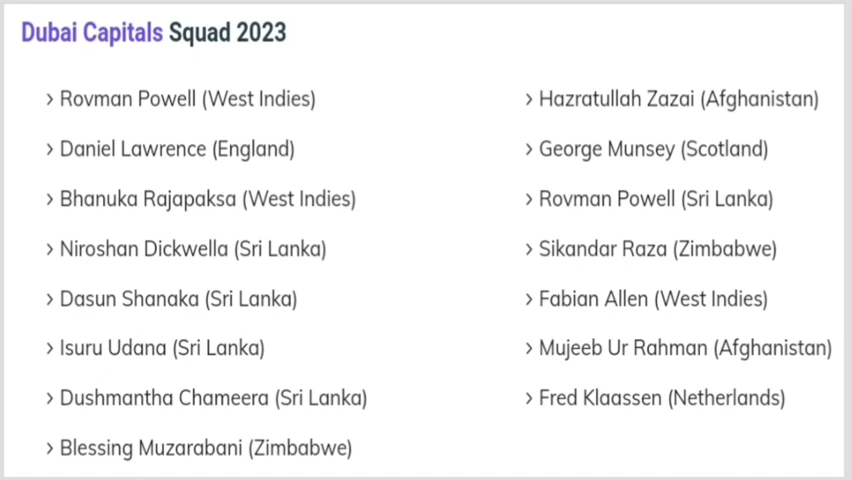 Dubai Capitals Squad 2023
> Rovman Powell (West Indies)
> Daniel Lawrence (England)
> Bhanuka Rajapaksa (West Indies)
> Niroshan Dickwella (Sri Lanka)
> Dasun Shanaka (Sri Lanka)
> Isuru Udana (Sri Lanka)
> Dushmantha Chameera (Sri Lanka)
> Blessing Muzarabani (Zimbabwe)
> Hazratullah Zazai (Afghanistan)
> George Munsey (Scotland)
> Rovman Powell (Sri Lanka)
> Sikandar Raza (Zimbabwe)
> Fabian Allen (West Indies)
> Mujeeb Ur Rahman (Afghanistan)
> Fred Klaassen (Netherlands)